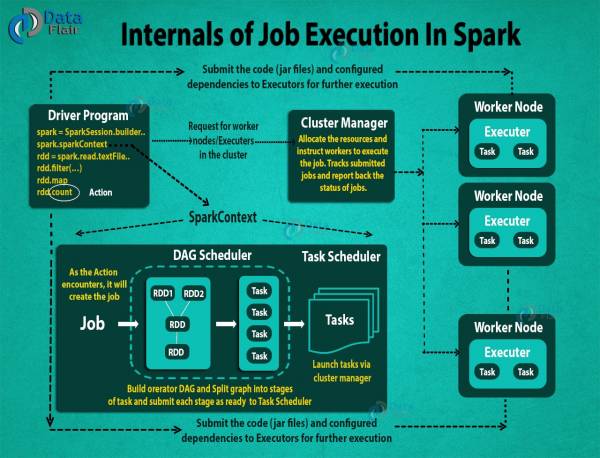 Data
Flair
Internals of Job Execution In Spark
Submit the code (jar files) and configured
dependencies to Executors for further execution
Driver Program
spark = SparkSession.builder..
spark.sparkContext
rdd = spark.read.textFile..
rdd.filter(...)
rdd.map
rdd.count
Action
Request for worker
nodes/Executers
in the cluster
Cluster Manager
Allocate the resources and
instruct workers to execute
the job. Tracks submitted
jobs and report back the
status of jobs.
Worker Node
Executer
Task Task
Worker Node
Executer
Task Task
Worker Node
Executer
Task Task
SparkContext
DAG Scheduler
Task Scheduler
As the Action
encounters, it will
create the job
Job
RDD1 RDD2
RDD
RDD
Task
Task
Task
Task
Tasks
Launch tasks via
cluster manager
Build orerator DAG and Split graph into stages
of task and submit each stage as ready to Task Scheduler
Submit the code (jar files) and configured
dependencies to Executors for further execution